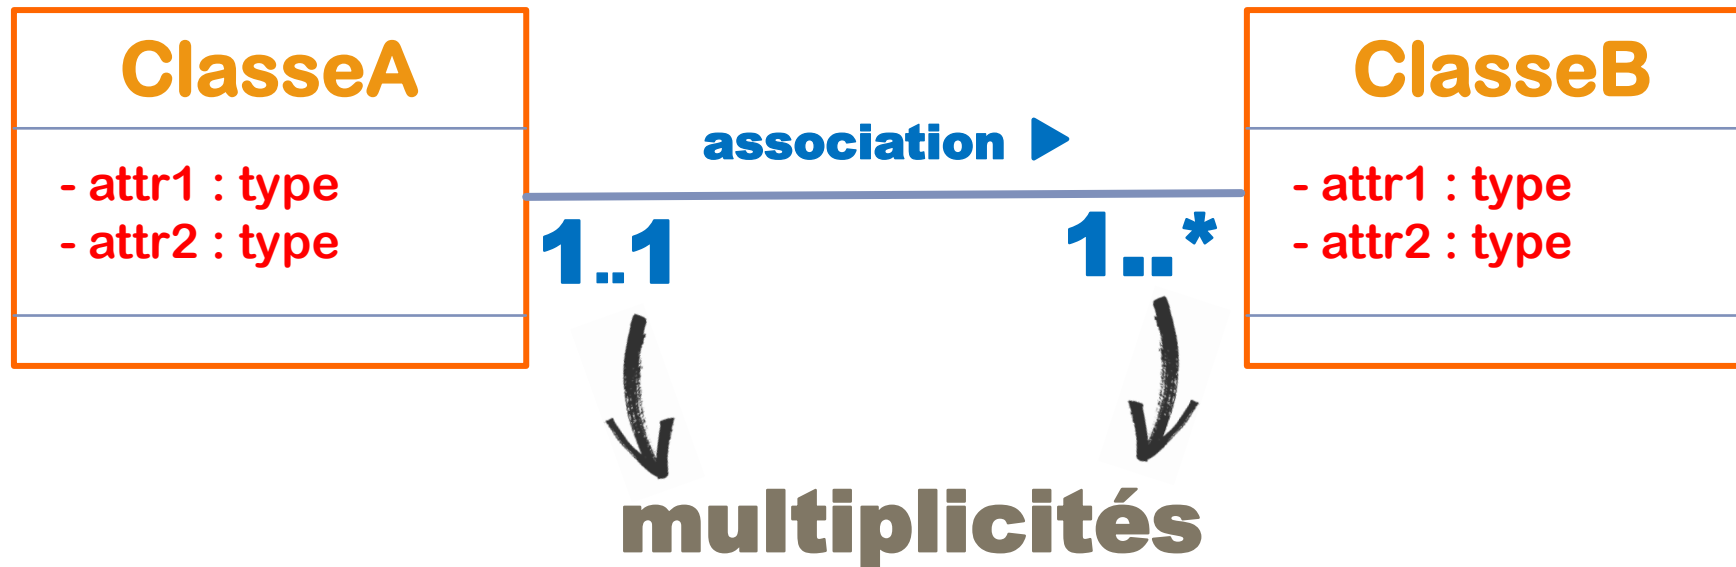 ClasseA
- attr1 : type
- attr2 : type
association
1..1
1..*
ClasseB
- attr1 : type
- attr2 : type
multiplicités